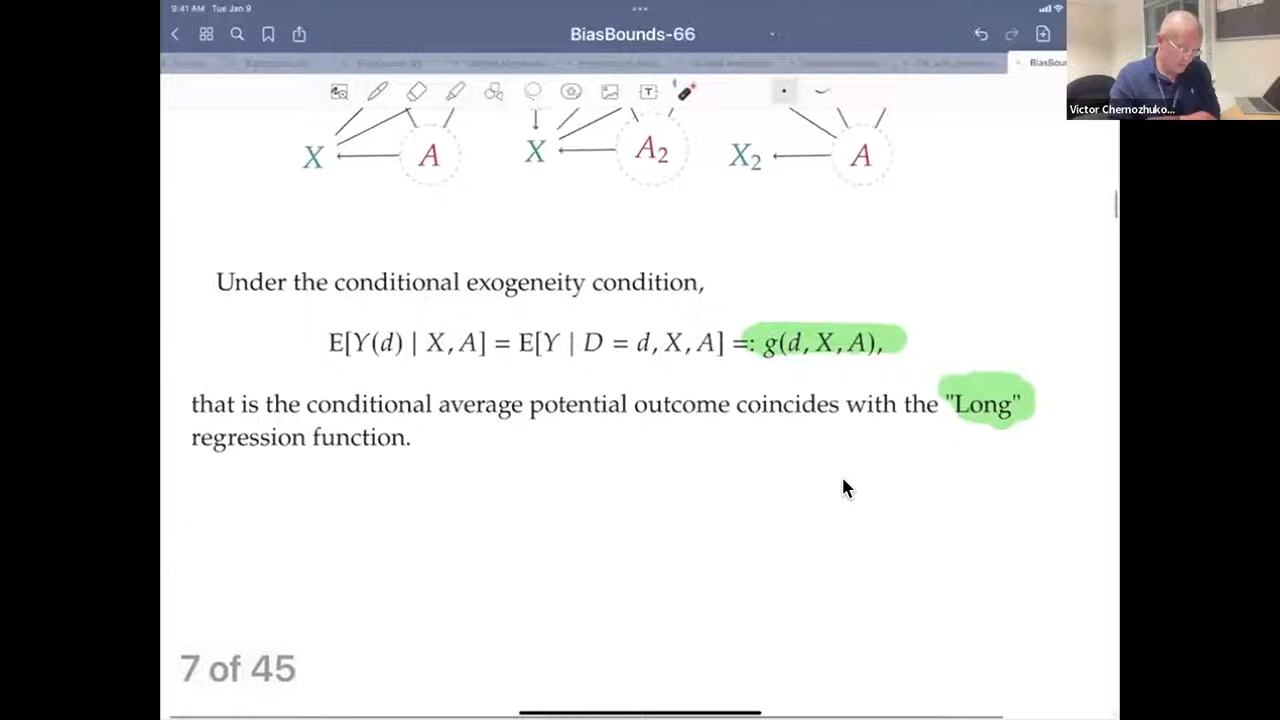 9:41 AM Tue Jan 9
BiasBounds-66
BiasBou
T
Victor Chernozhuko...
X A X A₂ X₂ A
Under the conditional exogeneity condition,
E[Y(d) | X, A] = E[Y | D = d, X, A] =: g(d, X, A),
that is the conditional average potential outcome coincides with the "Long"
regression function.
7 of 45